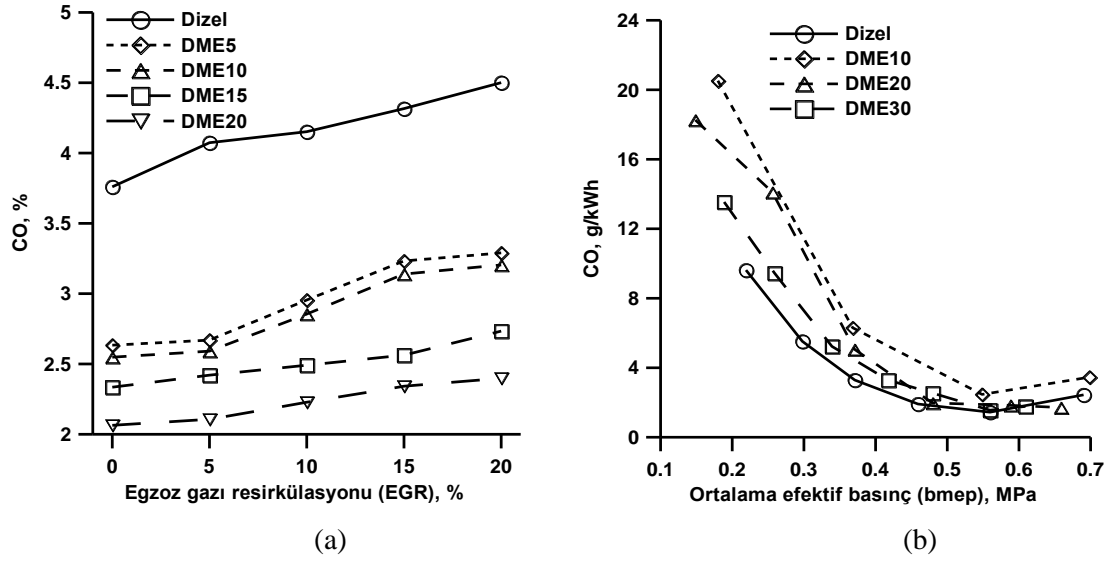 5
4.5
4
3.5
3
2.5
2
CO, %
Dizel
DME5
DME10
DME15
DME20
0 5 10 15 20
Egzoz gazı resirkülasyonu (EGR), %
(a)
24
20
16
12
8
4
0
CO, g/kWh
Dizel
DME10
DME20
DME30
0.1 0.2 0.3 0.4 0.5 0.6 0.7
Ortalama efektif basınç (bmep), MPa
(b)